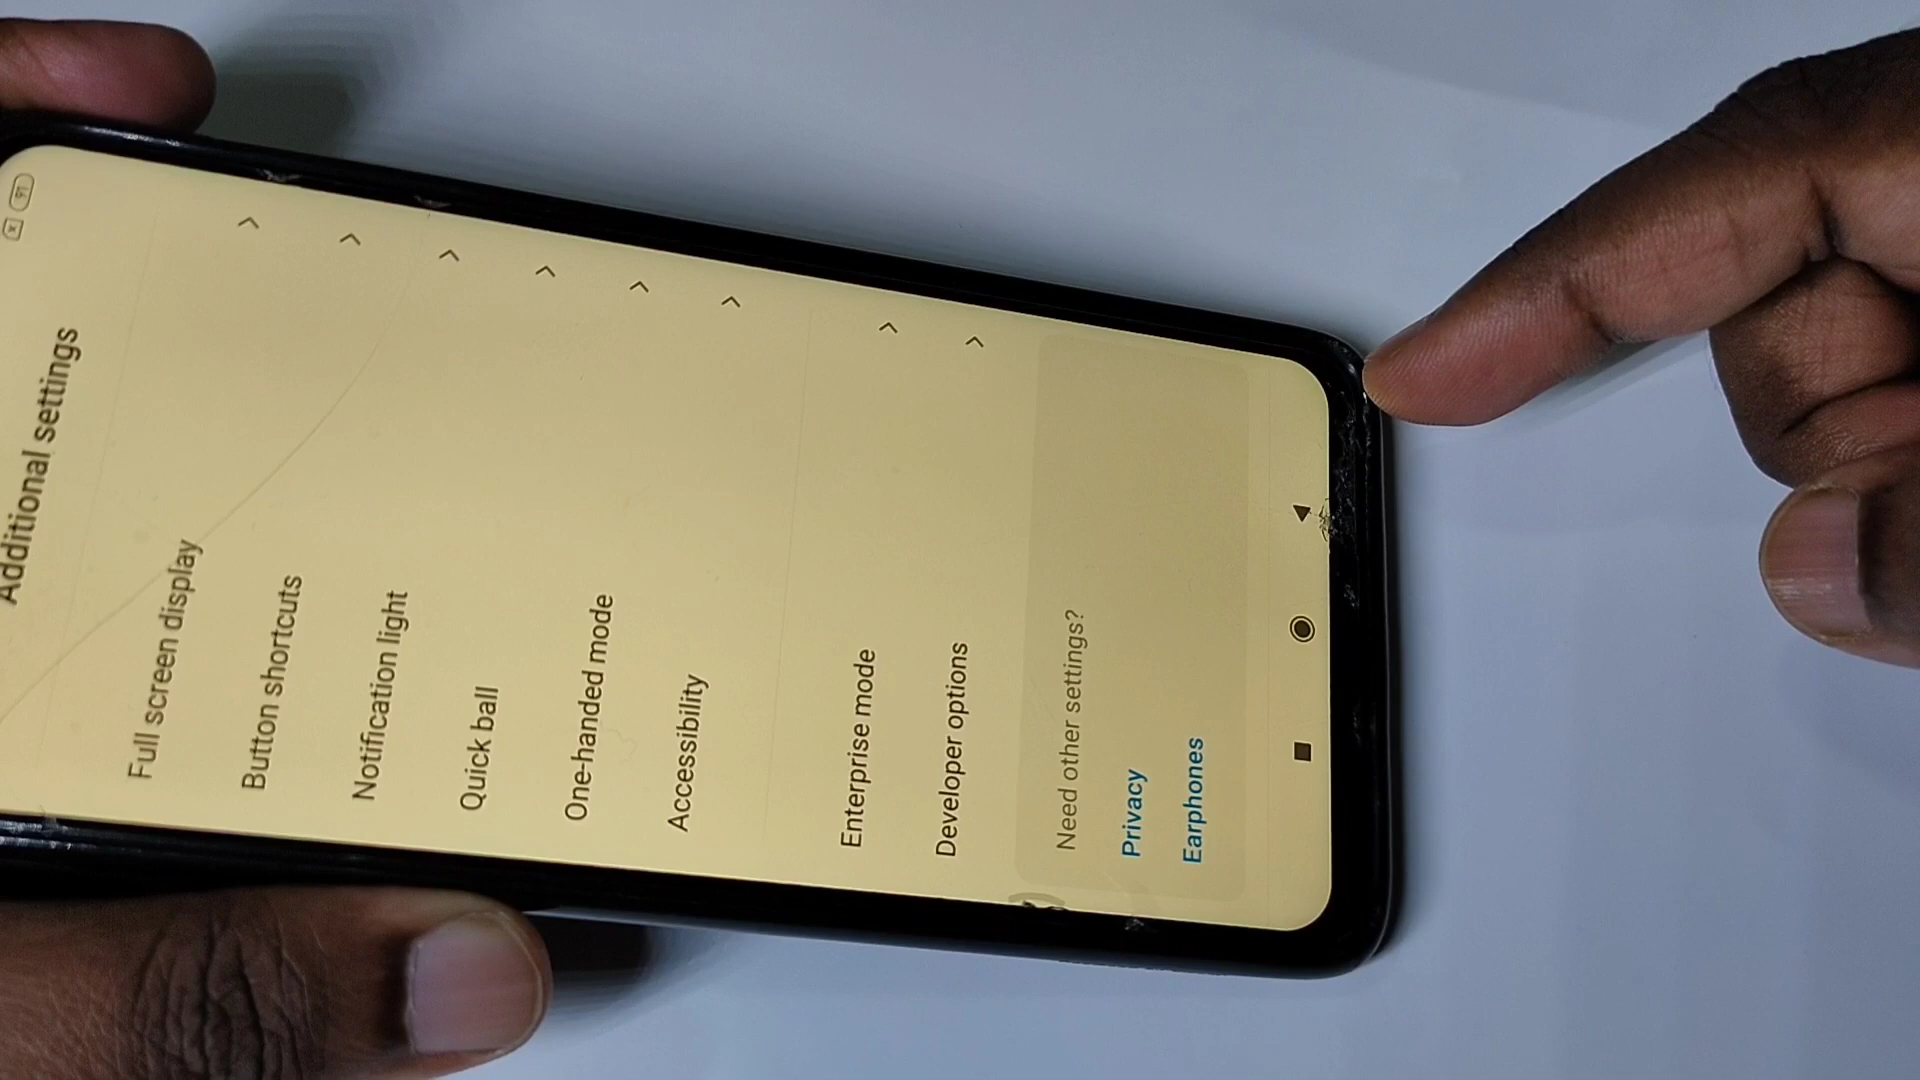 91
Additional settings
Full screen display
Button shortcuts
Notification light
Quick ball
One-handed mode
Accessibility
Enterprise mode
Developer options
Need other settings?
Privacy
Earphones